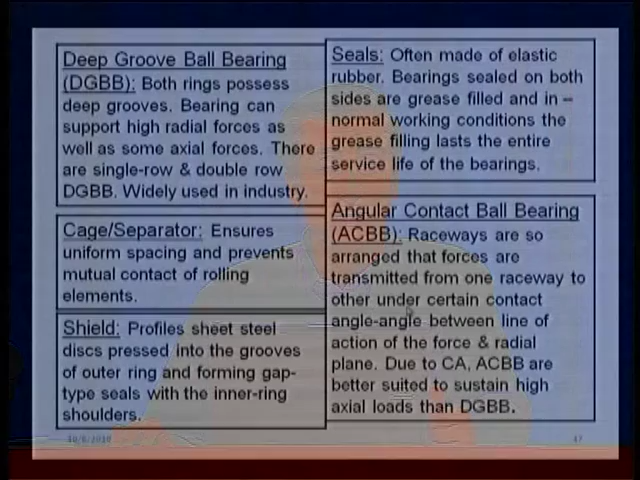 Deep Groove Ball Bearing
(DGBB): Both rings possess
deep grooves. Bearing can
support high radial forces as
well as some axial forces. There
are single-row & double row
DGBB. Widely used in industry.
Cage/Separator: Ensures
uniform spacing and prevents
mutual contact of rolling
elements.
Shield: Profiles sheet steel
discs pressed into the grooves
of outer ring and forming gap-
type seals with the inner-ring
shoulders.
Seals: Often made of elastic
rubber. Bearings sealed on both
sides are grease filled and in –
normal working conditions the
grease filling lasts the entire
service life of the bearings.
Angular Contact Ball Bearing
(ACBB): Raceways are so
arranged that forces are
transmitted from one raceway to
other under certain contact
angle-angle between line of
action of the force & radial
plane. Due to CA, ACBB are
better suited to sustain high
axial loads than DGBB.